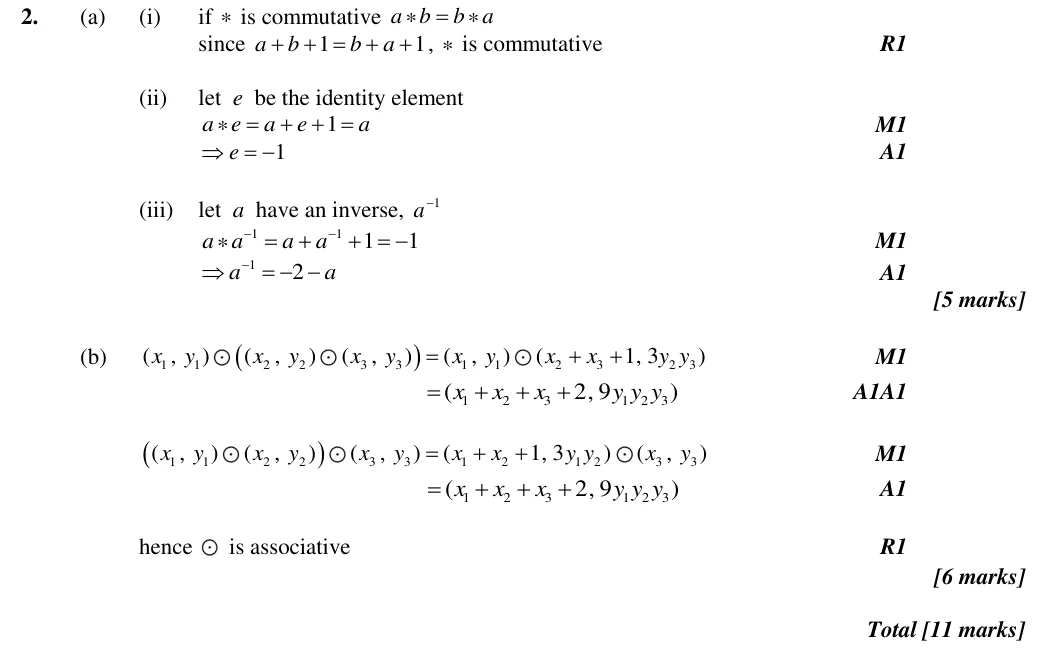 2. (a) (i) if ∗ is commutative a∗b=b∗a
since a+b+1=b+a+1, ∗ is commutative R1
(ii) let e be the identity element
a∗e=a+e+1=a M1
⇒e=−1 A1
(iii) let a have an inverse, a⁻¹
a∗a⁻¹=a+a⁻¹+1=−1 M1
⇒a⁻¹=−2−a A1
[5 marks]
(b) (x₁, y₁)⊙((x₂, y₂)⊙(x₃, y₃))=(x₁, y₁)⊙(x₂+x₃+1, 3y₂y₃) M1
=(x₁+x₂+x₃+2, 9y₁y₂y₃) A1A1
((x₁, y₁)⊙(x₂, y₂))⊙(x₃, y₃)=(x₁+x₂+1, 3y₁y₂)⊙(x₃, y₃) M1
=(x₁+x₂+x₃+2, 9y₁y₂y₃) A1
hence ⊙ is associative R1
[6 marks]
Total [11 marks]